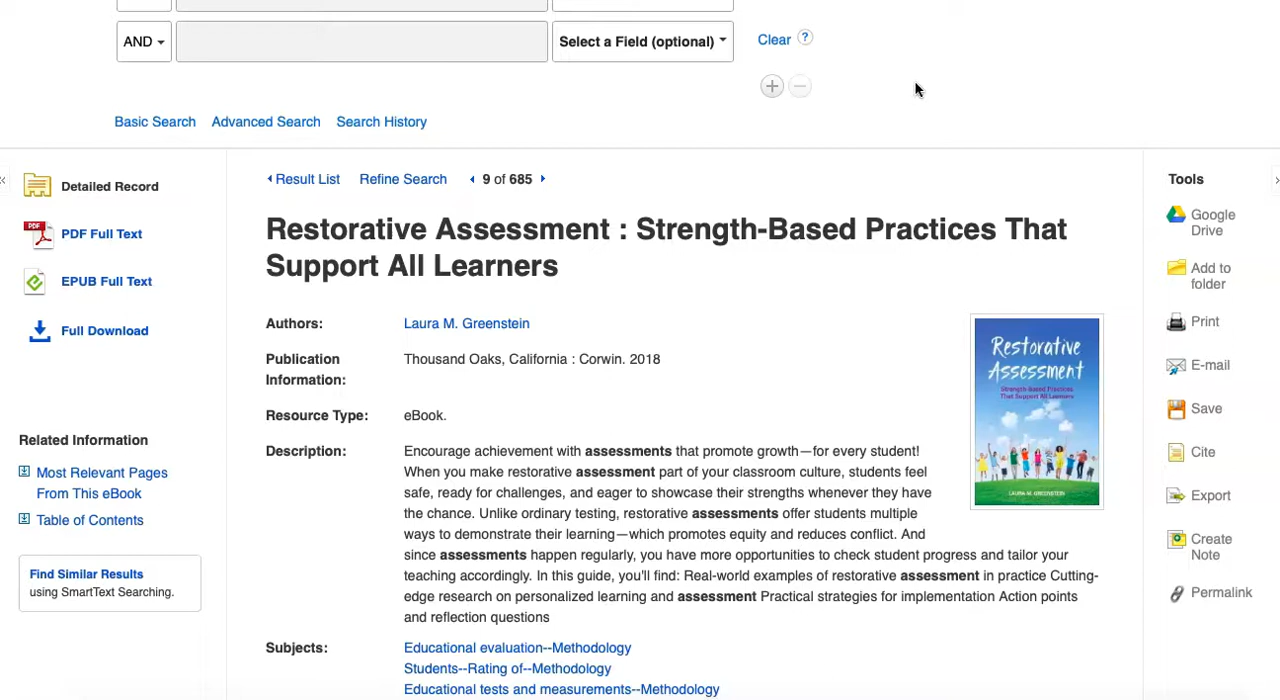 AND
Select a Field (optional)
Clear ?
Basic Search Advanced Search Search History
Detailed Record
PDF Full Text
EPUB Full Text
Full Download
Related Information
Most Relevant Pages
From This eBook
Table of Contents
Find Similar Results
using SmartText Searching.
Result List Refine Search 9 of 685
Restorative Assessment : Strength-Based Practices That
Support All Learners
Authors: Laura M. Greenstein
Publication Thousand Oaks, California : Corwin. 2018
Information:
Resource Type: eBook.
Description: Encourage achievement with assessments that promote growth—for every student!
When you make restorative assessment part of your classroom culture, students feel
safe, ready for challenges, and eager to showcase their strengths whenever they have
the chance. Unlike ordinary testing, restorative assessments offer students multiple
ways to demonstrate their learning—which promotes equity and reduces conflict. And
since assessments happen regularly, you have more opportunities to check student progress and tailor your
teaching accordingly. In this guide, you'll find: Real-world examples of restorative assessment in practice Cutting-
edge research on personalized learning and assessment Practical strategies for implementation Action points
and reflection questions
Subjects: Educational evaluation--Methodology
Students--Rating of--Methodology
Educational tests and measurements--Methodology
Restorative
Assessment
Strength-Based Practices
That Support All Learners
LAURA M. GREENSTEIN
Tools
Google
Drive
Add to
folder
Print
E-mail
Save
Cite
Export
Create
Note
Permalink